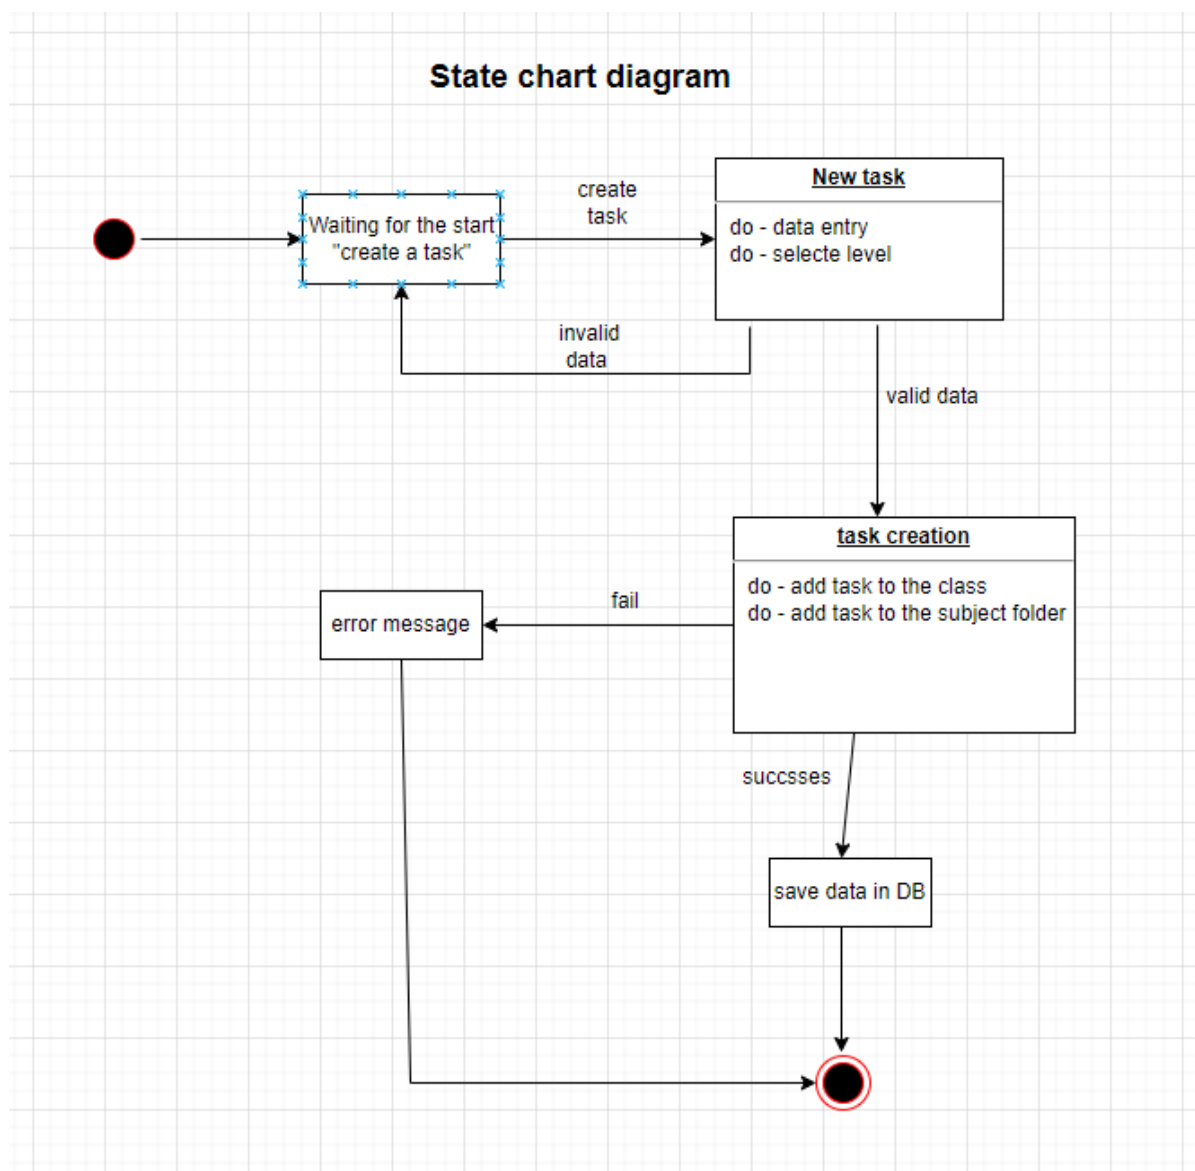 State chart diagram
Waiting for the start
"create a task"
create
task
New task
do - data entry
do - selecte level
invalid
data
valid data
task creation
do - add task to the class
do - add task to the subject folder
fail
error message
succsses
save data in DB